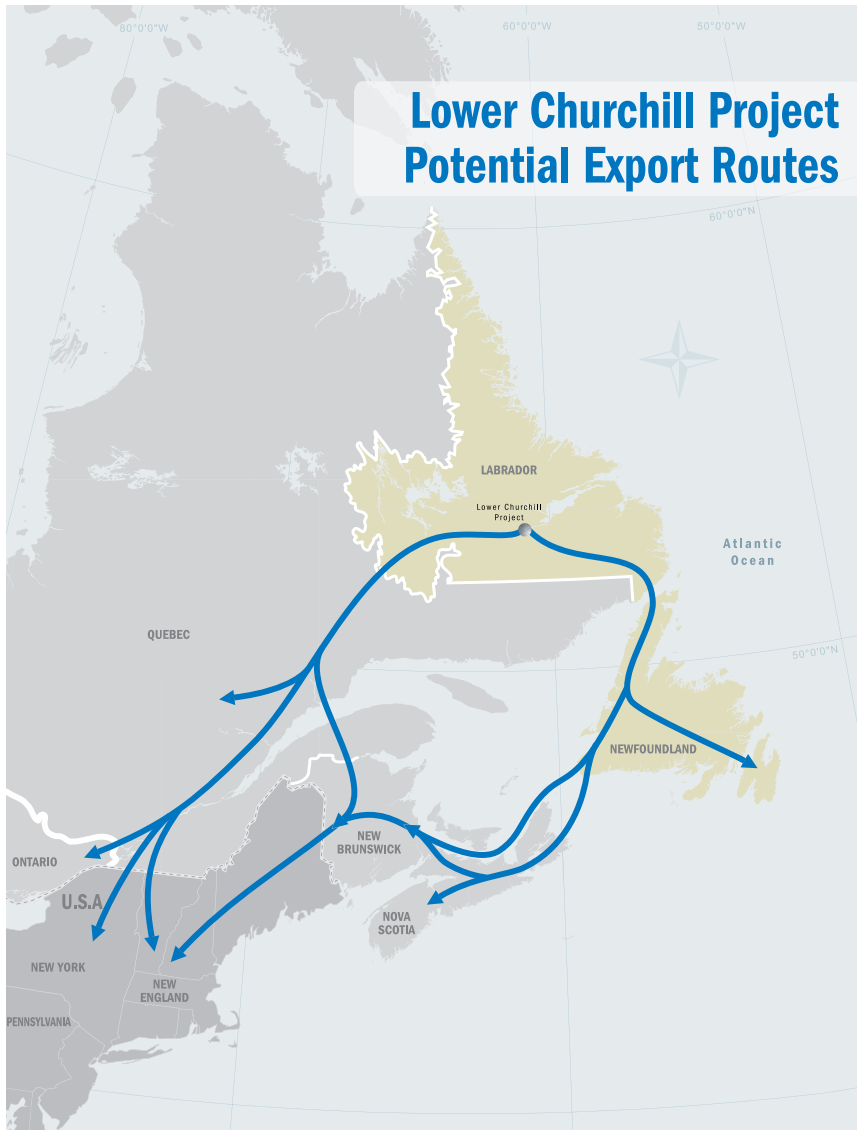 80°0'0"W
60°0'0"W
50°0'0"W
Lower Churchill Project
Potential Export Routes
60°0'0"N
LABRADOR
Lower Churchill
Project
Atlantic
Ocean
QUEBEC
50°0'0"N
NEWFOUNDLAND
NEW
BRUNSWICK
ONTARIO
U.S.A
NOVA
SCOTIA
NEW YORK
NEW
ENGLAND
PENNSYLVANIA